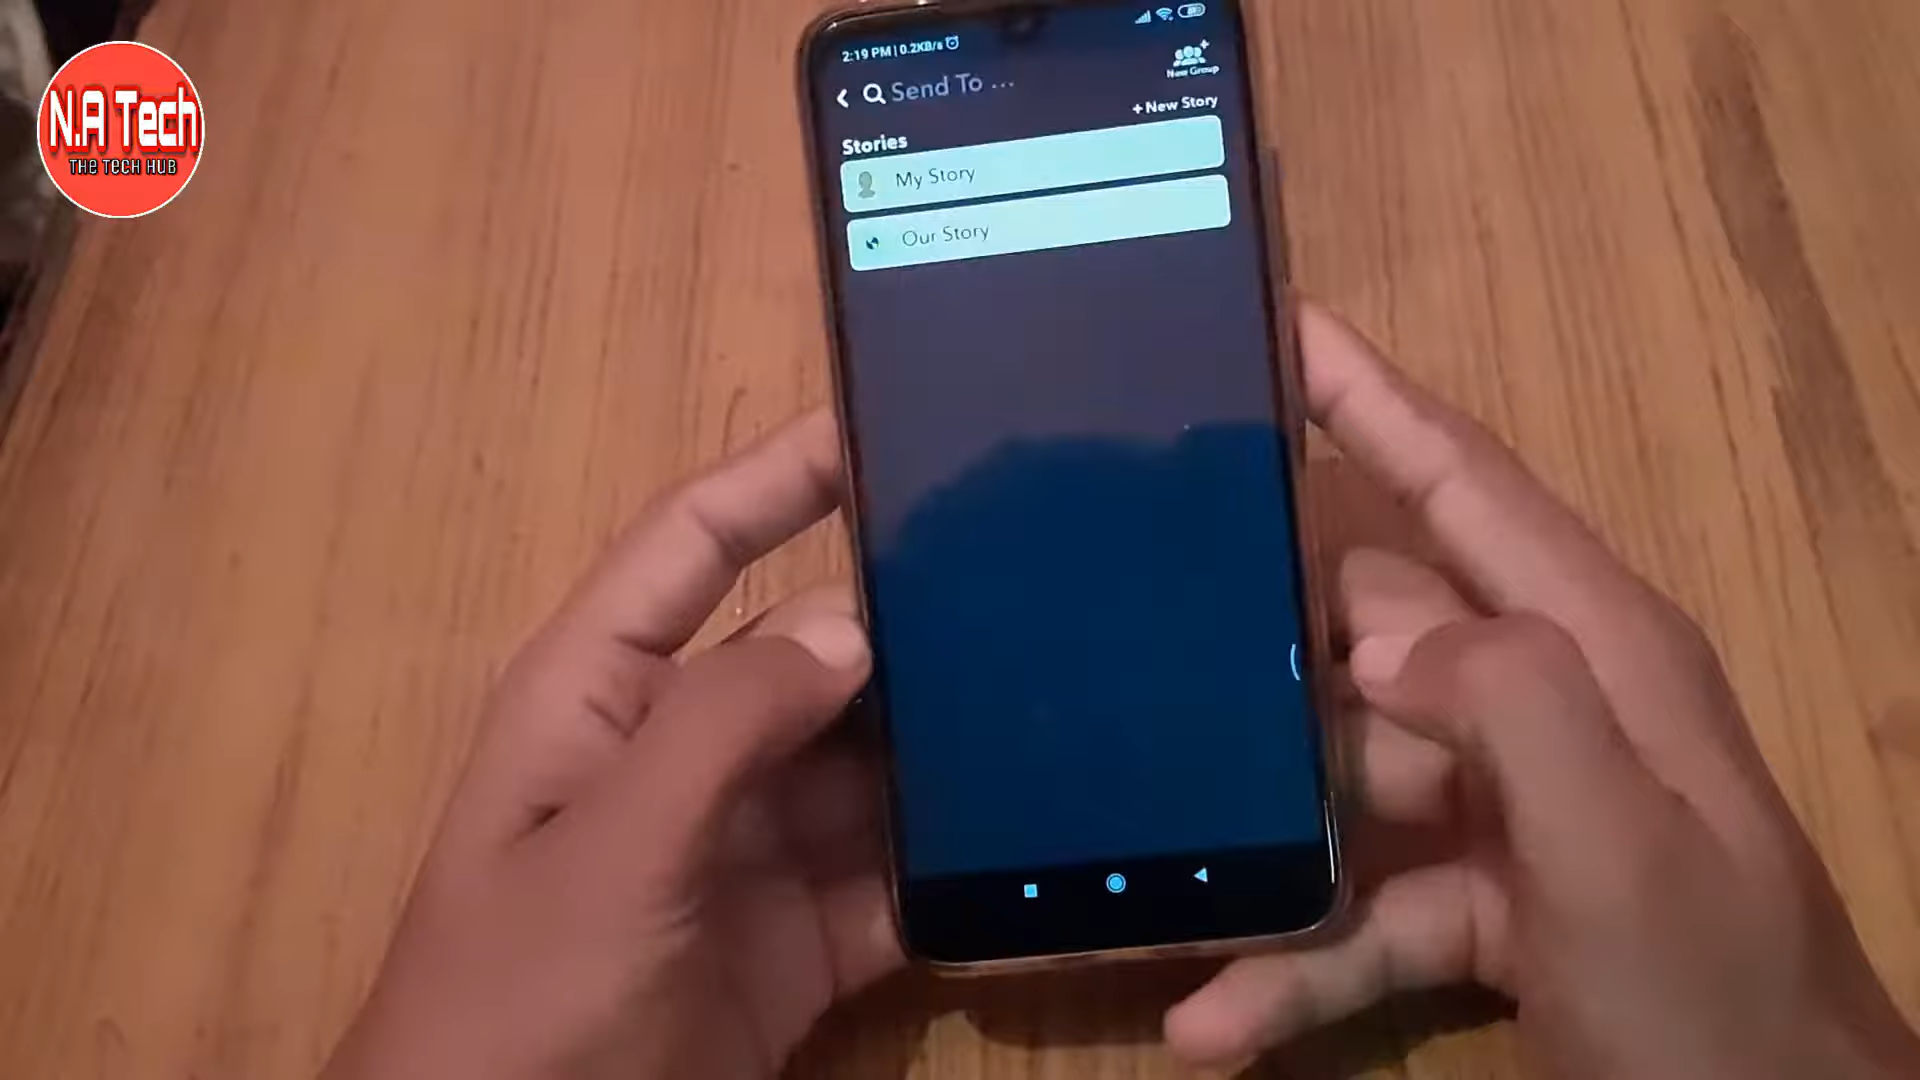 N.A Tech
THE TECH HUB
2:19 PM | 0.2KB/s
Send To ...
New Group
+ New Story
Stories
My Story
Our Story